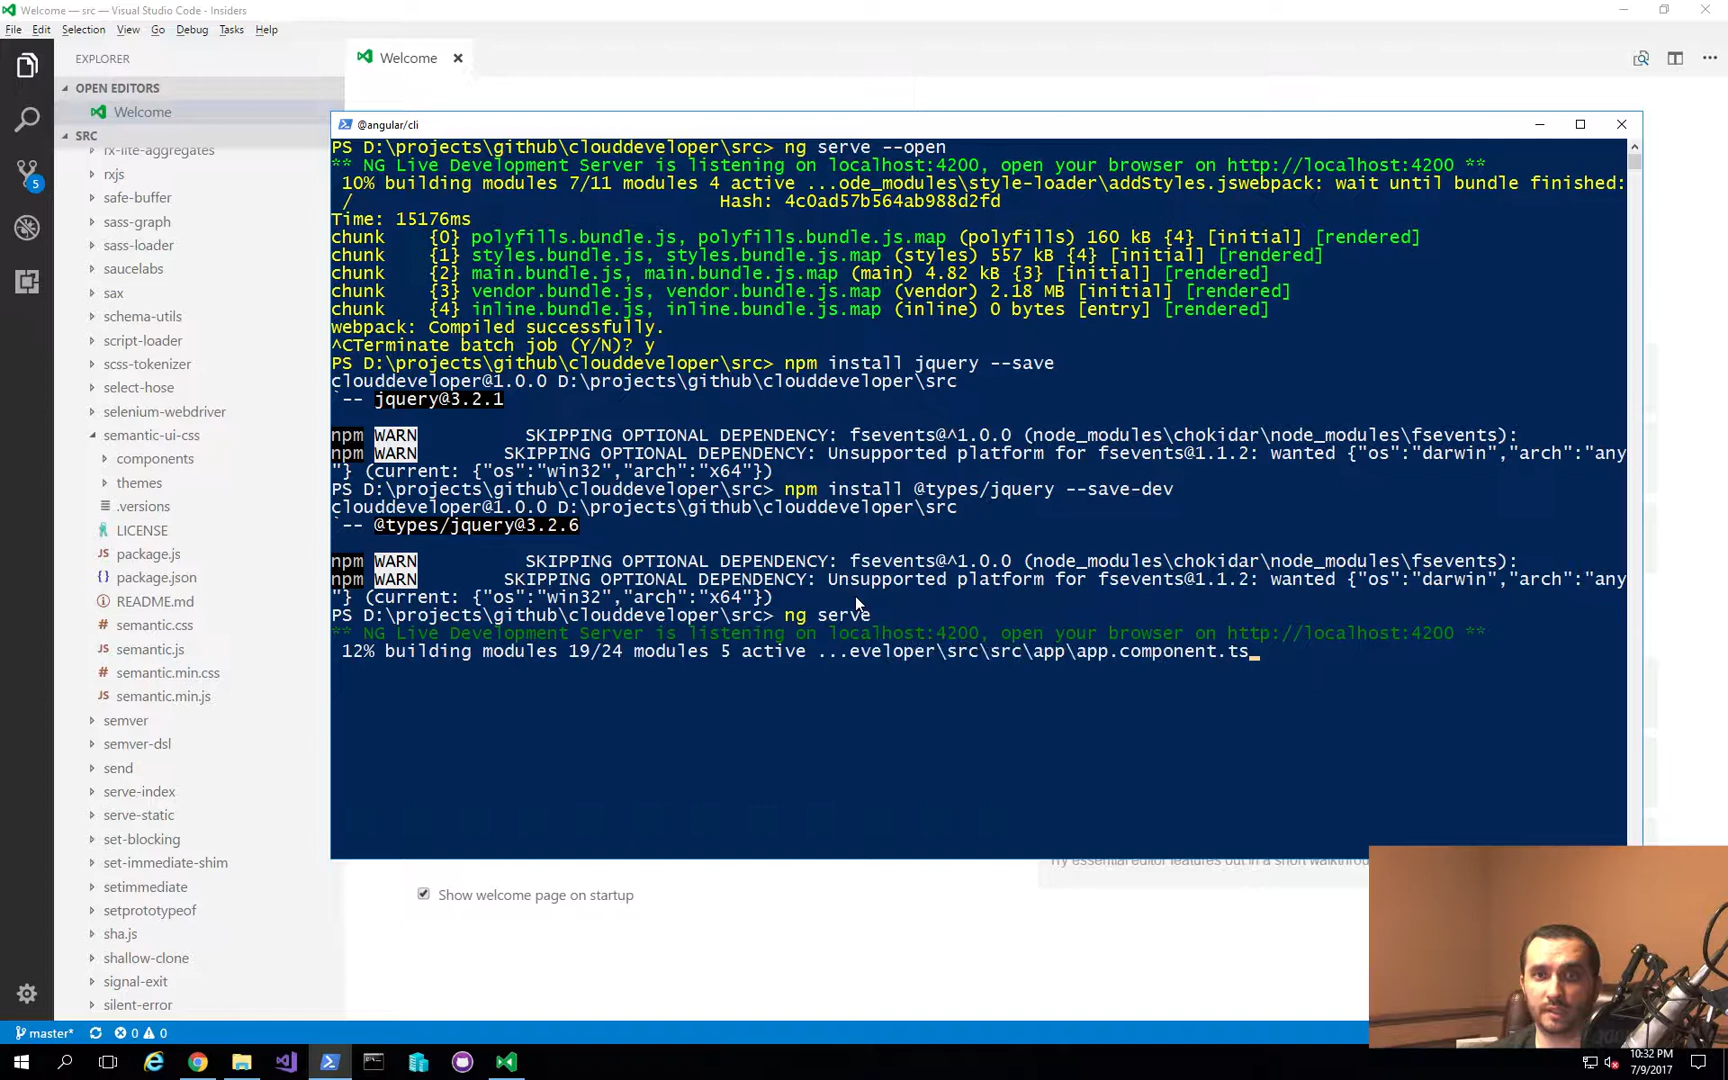 Welcome — src — Visual Studio Code - Insiders
File Edit Selection View Go Debug Tasks Help
EXPLORER
OPEN EDITORS
Welcome
SRC
rx-lite-aggregates
rxjs
safe-buffer
sass-graph
sass-loader
saucelabs
sax
schema-utils
script-loader
scss-tokenizer
select-hose
selenium-webdriver
semantic-ui-css
components
themes
.versions
LICENSE
package.js
package.json
README.md
semantic.css
semantic.js
semantic.min.css
semantic.min.js
semver
semver-dsl
send
serve-index
serve-static
set-blocking
set-immediate-shim
setimmediate
setprototypeof
sha.js
shallow-clone
signal-exit
silent-error
5
Welcome
@angular/cli
PS D:\projects\github\clouddeveloper\src> ng serve --open
** NG Live Development Server is listening on localhost:4200, open your browser on http://localhost:4200 **
10% building modules 7/11 modules 4 active ...ode_modules\style-loader\addStyles.jswebpack: wait until bundle finished:
/ Hash: 4c0ad57b564ab988d2fd
Time: 15176ms
chunk {0} polyfills.bundle.js, polyfills.bundle.js.map (polyfills) 160 kB {4} [initial] [rendered]
chunk {1} styles.bundle.js, styles.bundle.js.map (styles) 557 kB {4} [initial] [rendered]
chunk {2} main.bundle.js, main.bundle.js.map (main) 4.82 kB {3} [initial] [rendered]
chunk {3} vendor.bundle.js, vendor.bundle.js.map (vendor) 2.18 MB [initial] [rendered]
chunk {4} inline.bundle.js, inline.bundle.js.map (inline) 0 bytes [entry] [rendered]
webpack: Compiled successfully.
^CTerminate batch job (Y/N)? y
PS D:\projects\github\clouddeveloper\src> npm install jquery --save
clouddeveloper@1.0.0 D:\projects\github\clouddeveloper\src
`-- jquery@3.2.1
npm WARN SKIPPING OPTIONAL DEPENDENCY: fsevents@^1.0.0 (node_modules\chokidar\node_modules\fsevents):
npm WARN SKIPPING OPTIONAL DEPENDENCY: Unsupported platform for fsevents@1.1.2: wanted {"os":"darwin","arch":"any
"} (current: {"os":"win32","arch":"x64"})
PS D:\projects\github\clouddeveloper\src> npm install @types/jquery --save-dev
clouddeveloper@1.0.0 D:\projects\github\clouddeveloper\src
`-- @types/jquery@3.2.6
npm WARN SKIPPING OPTIONAL DEPENDENCY: fsevents@^1.0.0 (node_modules\chokidar\node_modules\fsevents):
npm WARN SKIPPING OPTIONAL DEPENDENCY: Unsupported platform for fsevents@1.1.2: wanted {"os":"darwin","arch":"any
"} (current: {"os":"win32","arch":"x64"})
PS D:\projects\github\clouddeveloper\src> ng serve
** NG Live Development Server is listening on localhost:4200, open your browser on http://localhost:4200 **
12% building modules 19/24 modules 5 active ...eveloper\src\src\app\app.component.ts_
Try essential editor features out in a short walkthrou
Show welcome page on startup
master* 0 0
10:32 PM
7/9/2017